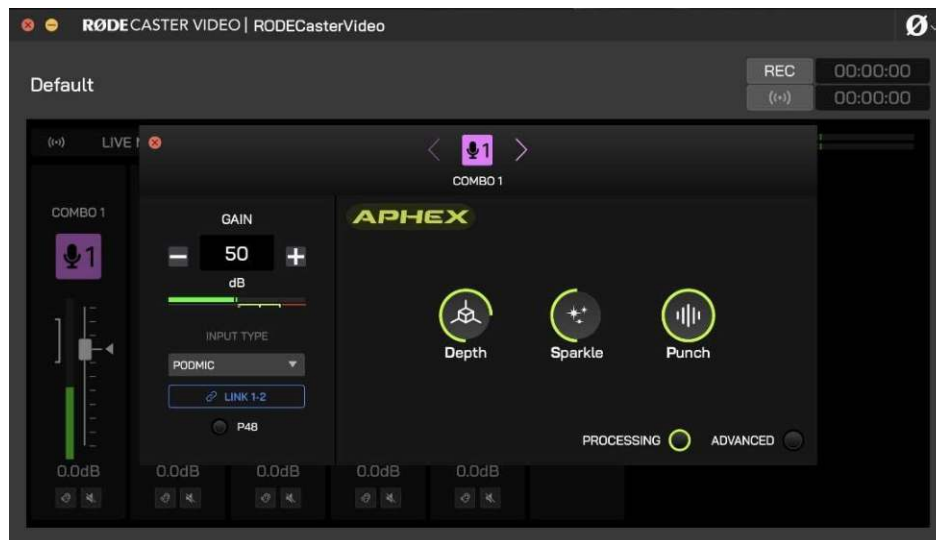 RØDECASTER VIDEO | RODECasterVideo
Ø
Default
REC 00:00:00
((•)) 00:00:00
((•)) LIVE
1
COMBO 1
COMBO 1
1
GAIN
50
dB
INPUT TYPE
PODMIC
LINK 1-2
P48
APHEX
Depth Sparkle Punch
PROCESSING ADVANCED
0.0dB 0.0dB 0.0dB 0.0dB 0.0dB